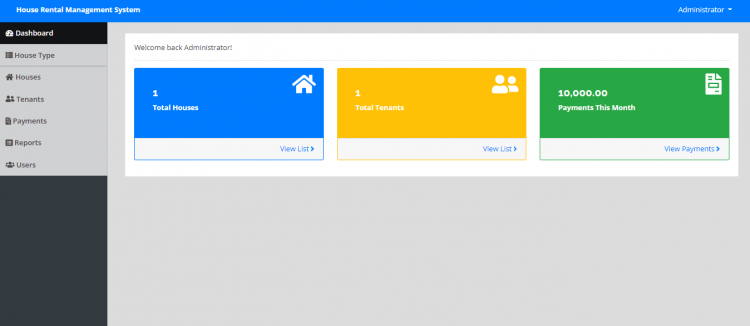 House Rental Management System
Administrator
Dashboard
House Type
Houses
Tenants
Payments
Reports
Users
Welcome back Administrator!
1
Total Houses
View List
1
Total Tenants
View List
10,000.00
Payments This Month
View Payments